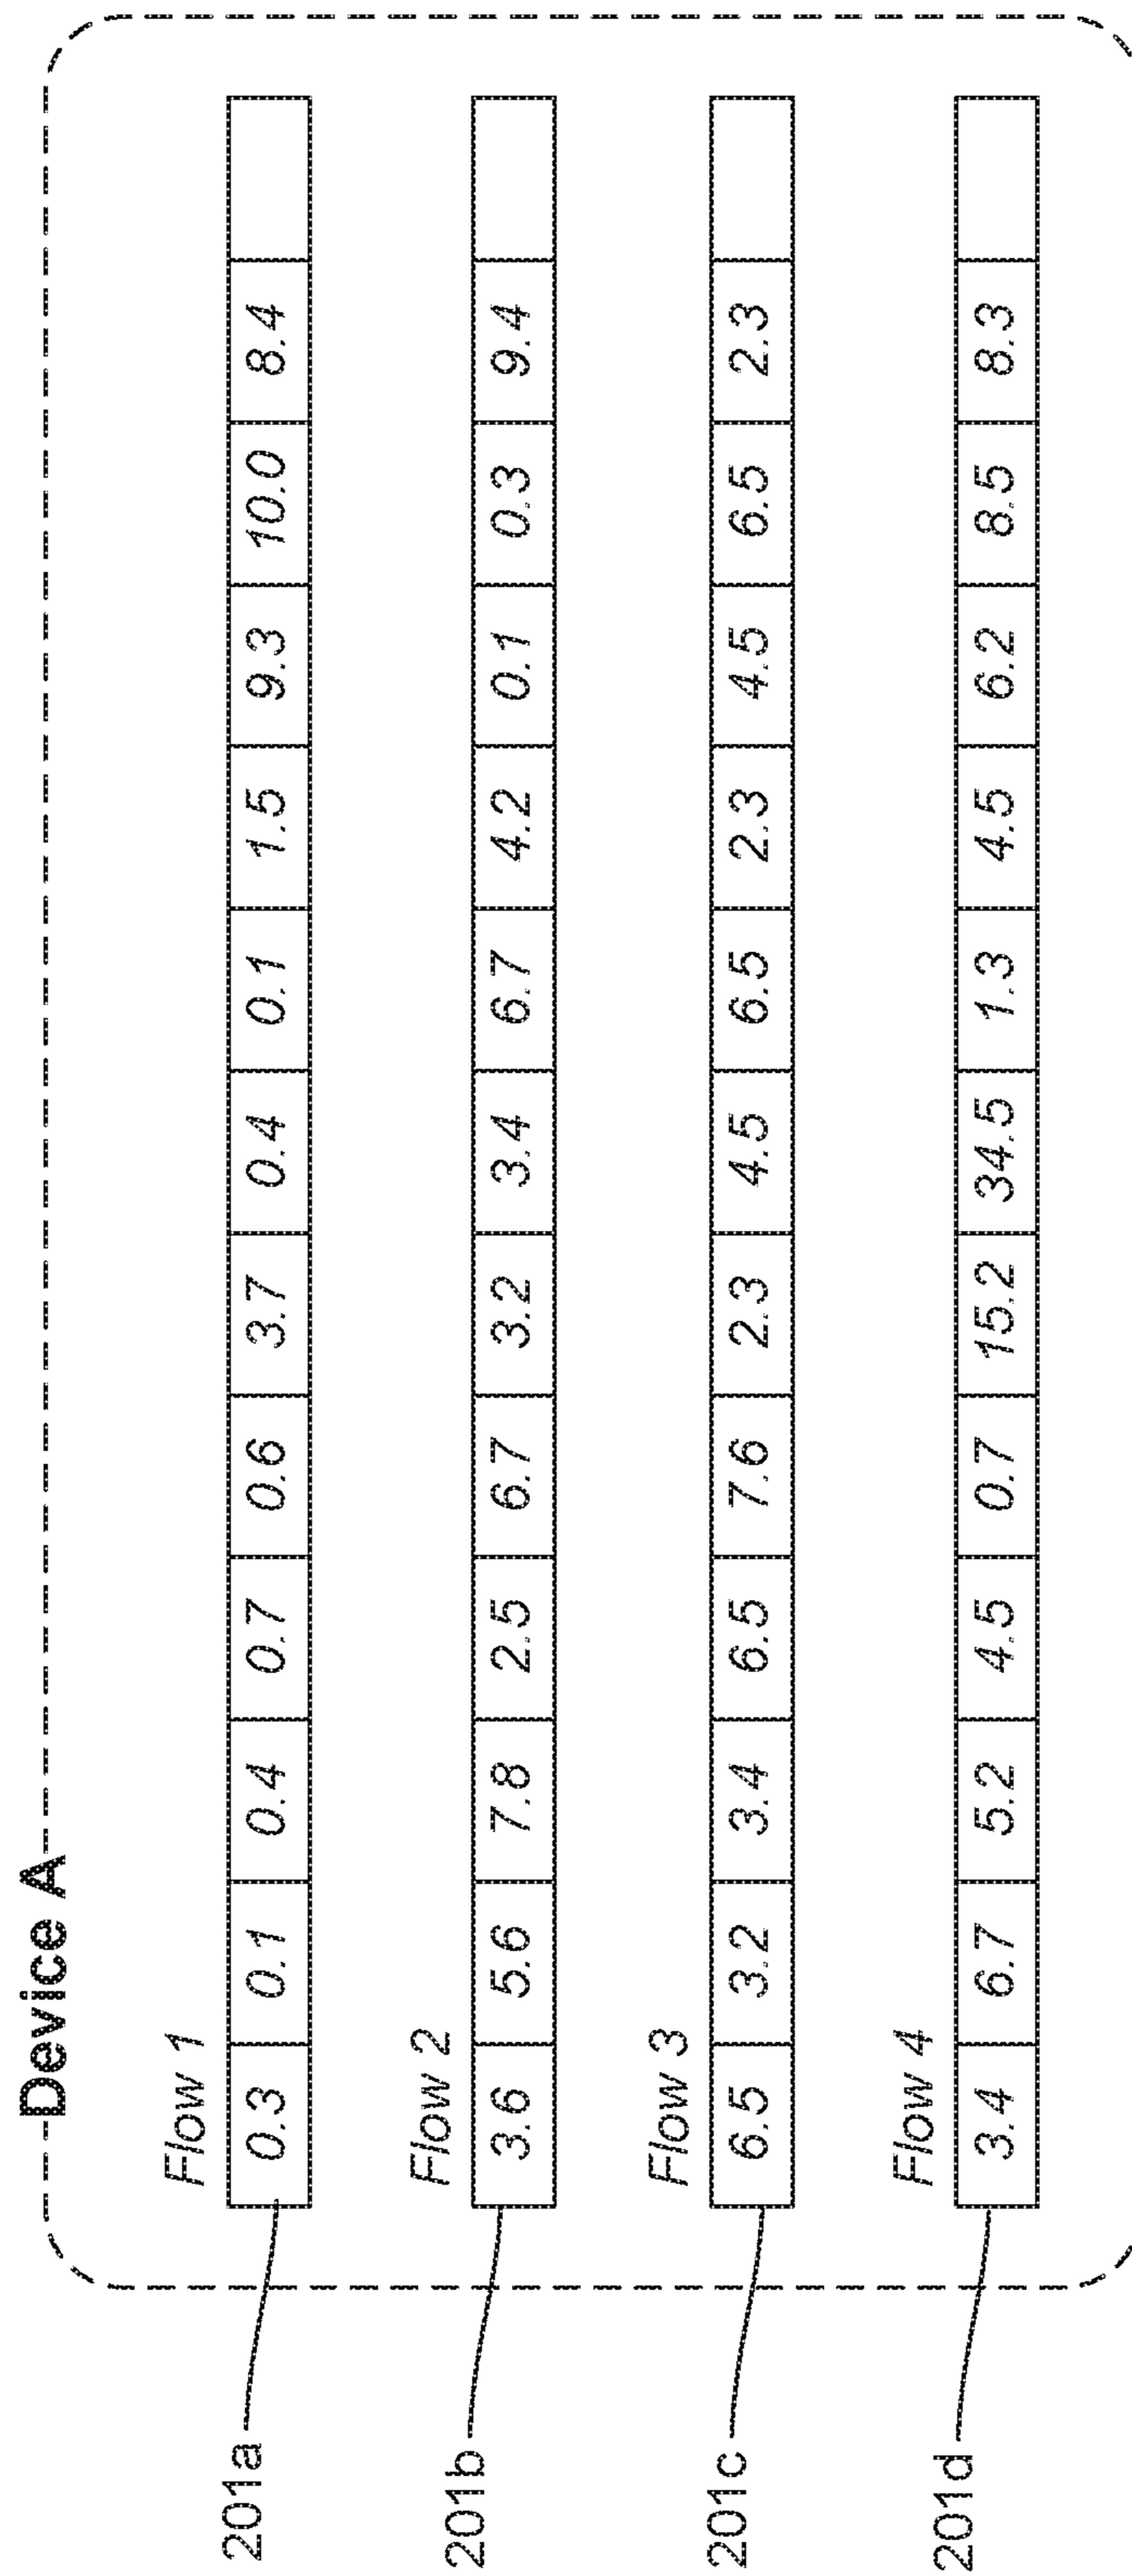 Device A
Flow 1
201a
0.3 0.1 0.4 0.7 0.6 3.7 0.4 0.1 1.5 9.3 10.0 8.4
Flow 2
201b
3.6 5.6 7.8 2.5 6.7 3.2 3.4 6.7 4.2 0.1 0.3 9.4
Flow 3
201c
6.5 3.2 3.4 6.5 7.6 2.3 4.5 6.5 2.3 4.5 6.5 2.3
Flow 4
201d
3.4 6.7 5.2 4.5 0.7 15.2 34.5 1.3 4.5 6.2 8.5 8.3